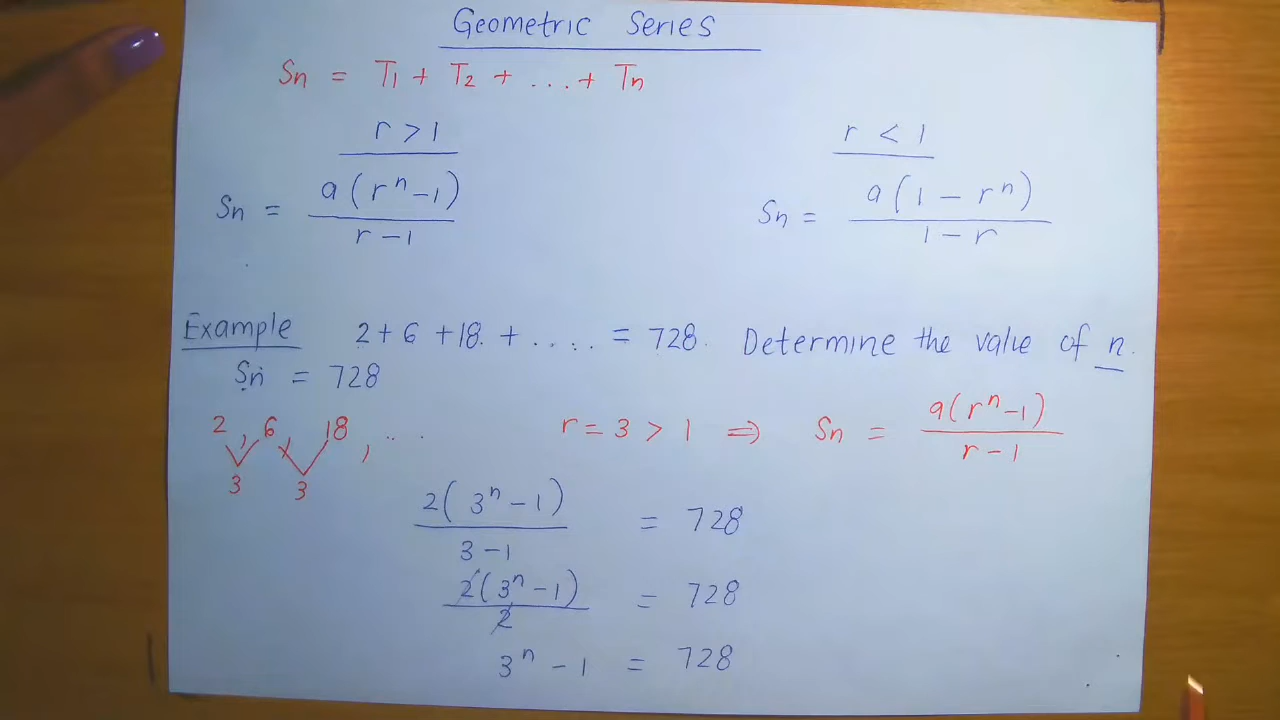 Geometric Series
Sn = T1 + T2 + ... + Tn
r > 1
r < 1
Sn = a(r^n - 1) / r - 1
Sn = a(1 - r^n) / 1 - r
Example 2 + 6 + 18 + .... = 728. Determine the value of n.
Sn = 728
2, 6, 18, ...
3 3
r = 3 > 1 ⇒ Sn = a(r^n - 1) / r - 1
2(3^n - 1) / 3 - 1 = 728
2(3^n - 1) / 2 = 728
3^n - 1 = 728